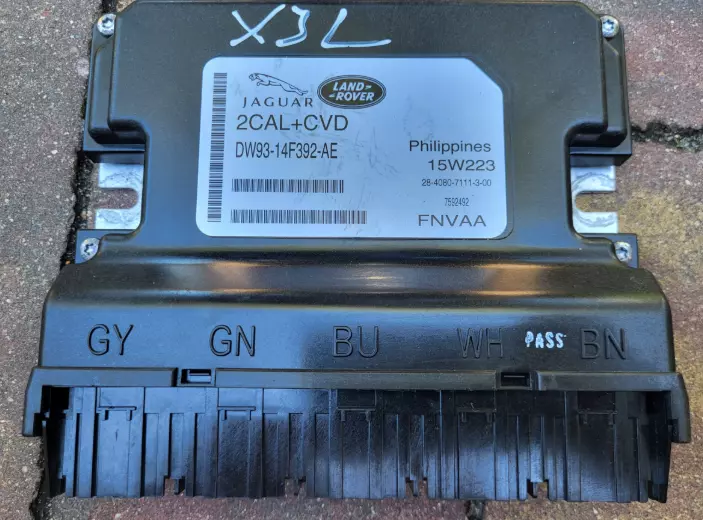 XJL
JAGUAR
LAND
ROVER
2CAL+CVD
DW93-14F392-AE
Philippines
15W223
28-4080-7111-3-00
7592492
FNVAA
GY GN BU WH PASS BN